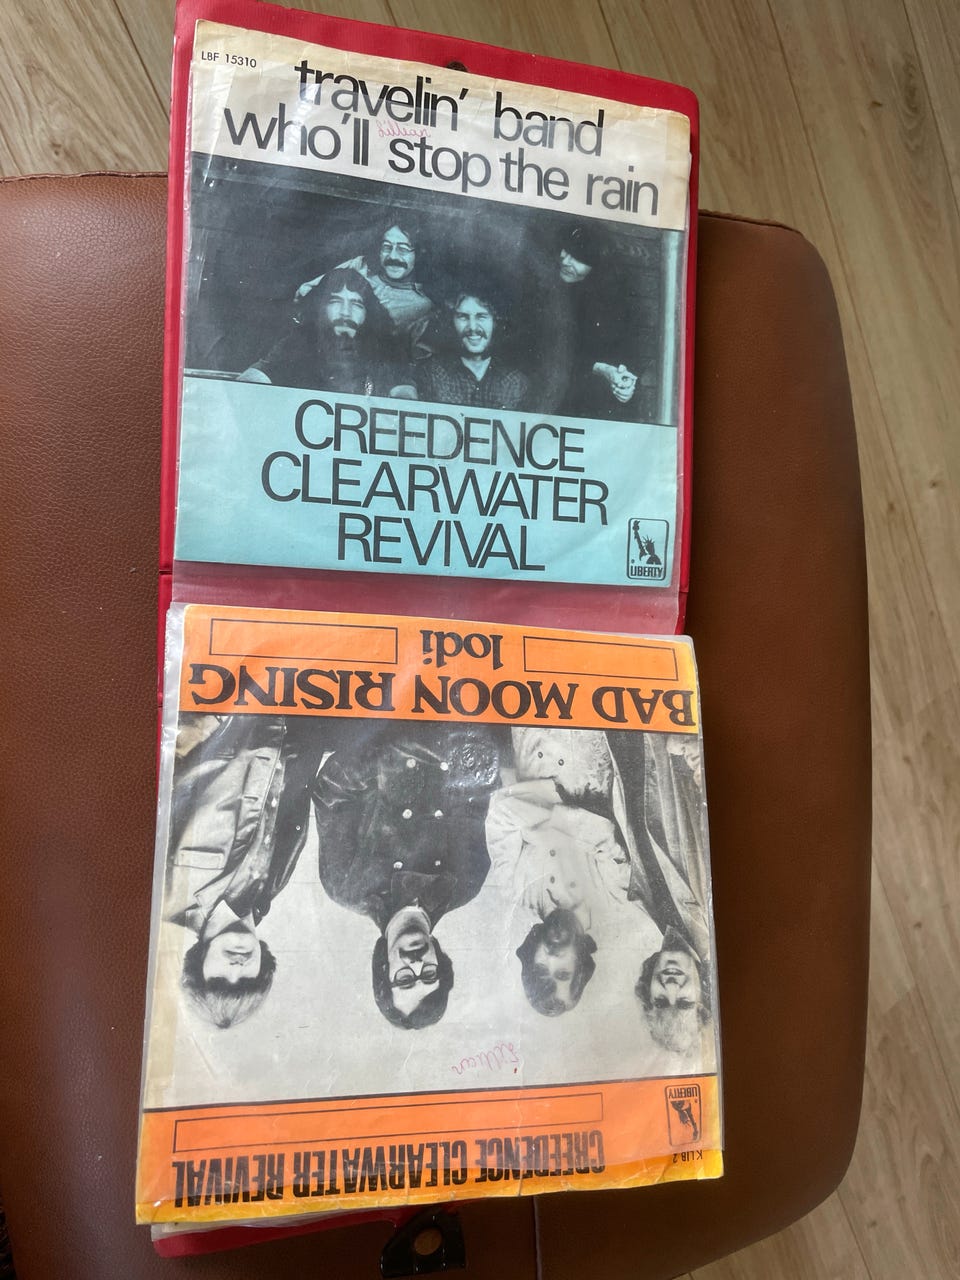 LBF 15310
travelin' band
who'll stop the rain
Lillian
CREEDENCE
CLEARWATER
REVIVAL
LIBERTY
CREEDENCE CLEARWATER REVIVAL
KLIB 2
LIBERTY
Lillian
BAD MOON RISING
lodi